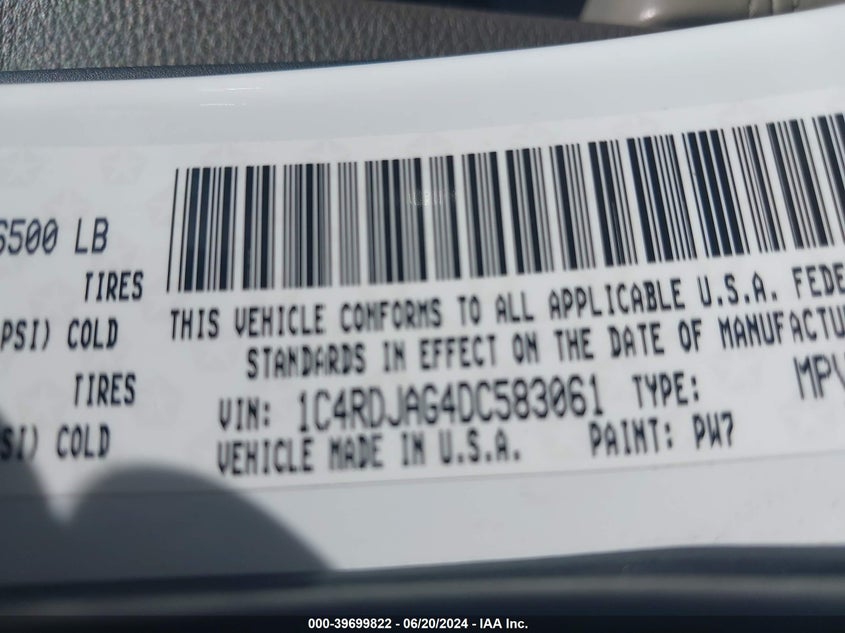 6500 LB
TIRES
PSI) COLD
TIRES
SI) COLD
THIS VEHICLE CONFORMS TO ALL APPLICABLE U.S.A. FEDE
STANDARDS IN EFFECT ON THE DATE OF MANUFACTU
VIN: 1C4RDJAG4DC583061 TYPE: MPV
VEHICLE MADE IN U.S.A. PAINT: PW7
000-39699822 - 06/20/2024 - IAA Inc.